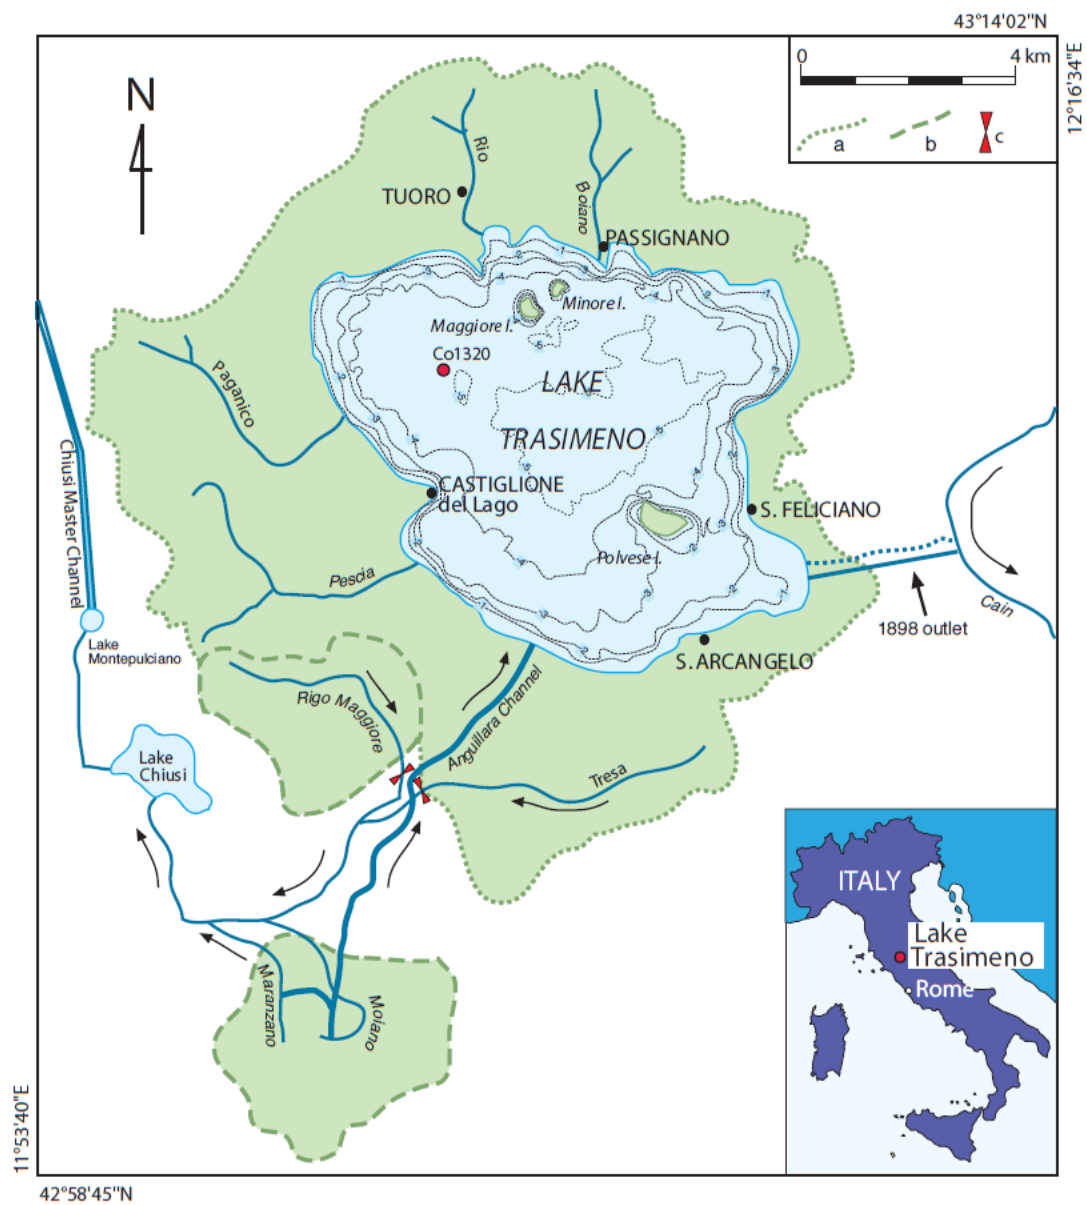 43°14'02"N
12°16'34"E
0 4 km
a b c
N
Rio
TUORO
Boiano
PASSIGNANO
Minore I.
Maggiore I.
Co1320
LAKE
TRASIMENO
Paganico
Chiusi Master Channel
CASTIGLIONE
del Lago
S. FELICIANO
Polvese I.
Pescia
1898 outlet
Cain
Lake
Montepulciano
S. ARCANGELO
Rigo Maggiore
Anguillara Channel
Lake
Chiusi
Tresa
Maranzano
Moiano
ITALY
Lake
Trasimeno
Rome
11°53'40"E
42°58'45"N